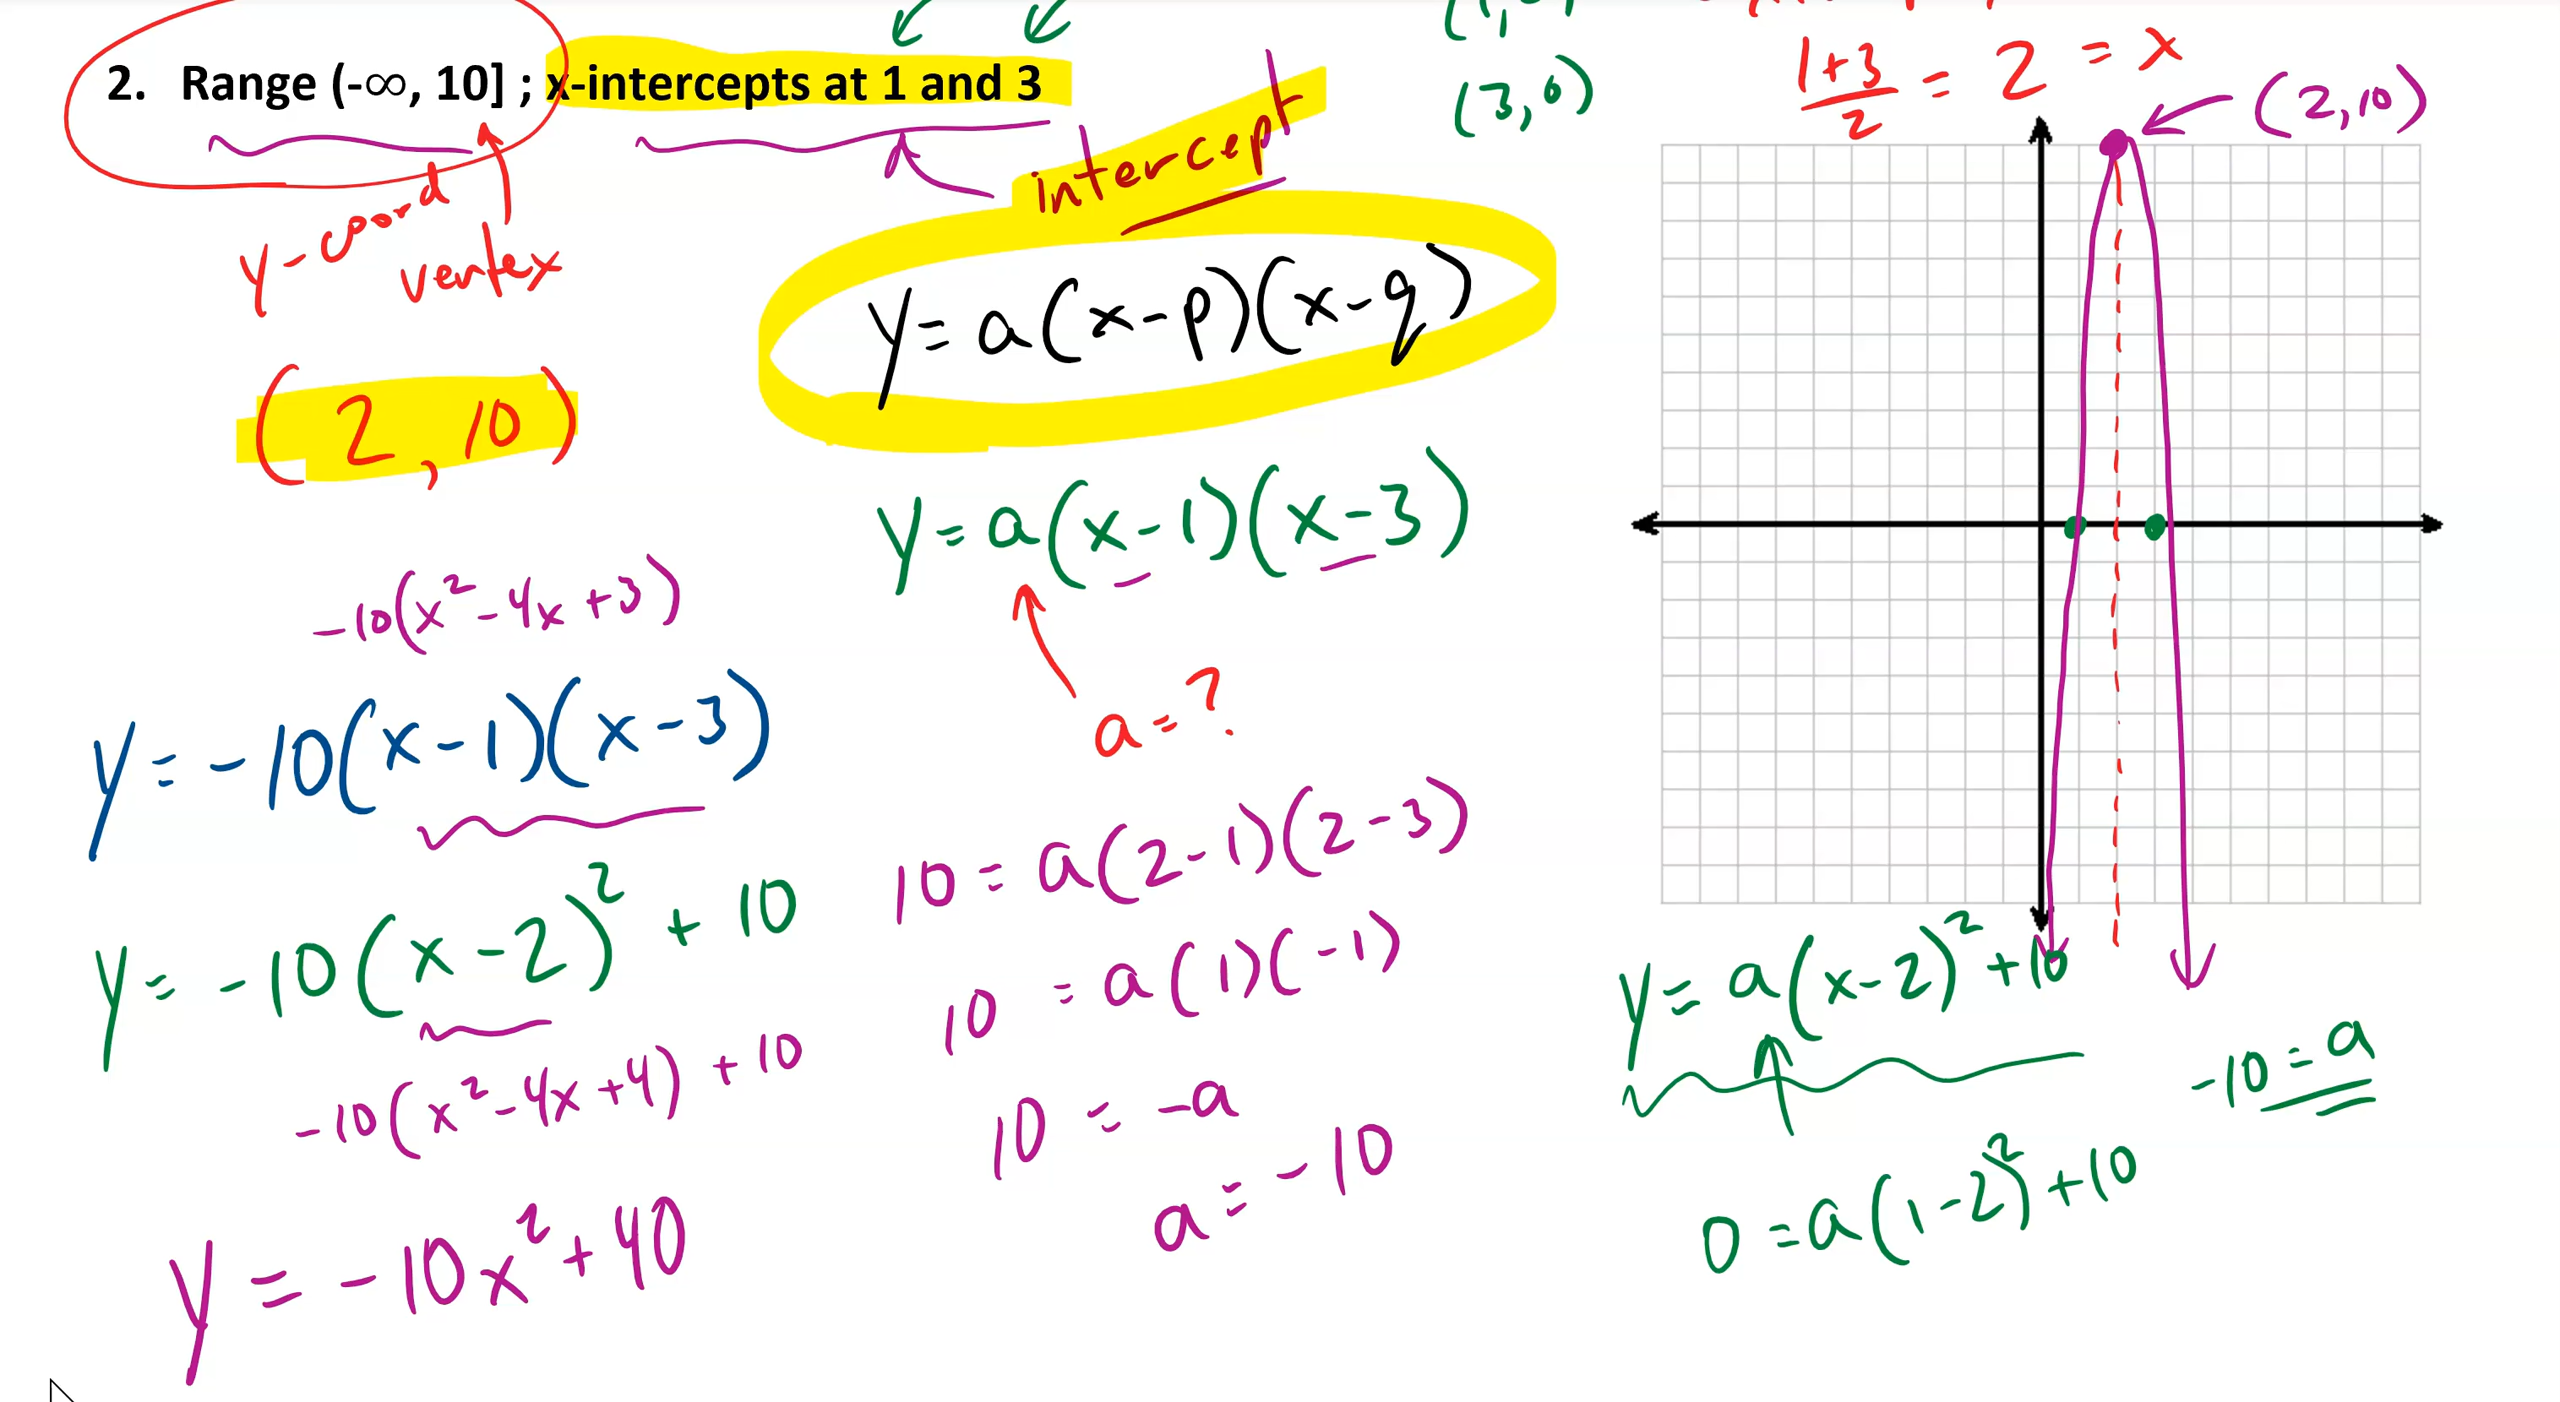 2. Range (-∞, 10] ; x-intercepts at 1 and 3
y-coord
vertex
intercept
(3,0)
1+3/2 = 2 = x
(2,10)
y = a(x-p)(x-q)
(2, 10)
y = a(x-1)(x-3)
a = ?
-10(x²-4x+3)
y = -10(x-1)(x-3)
10 = a(2-1)(2-3)
y = -10(x-2)² + 10
10 = a(1)(-1)
-10(x²-4x+4) + 10
10 = -a
a = -10
y = -10x² + 40
y = a(x-2)² + 10
-10 = a
0 = a(1-2)² + 10